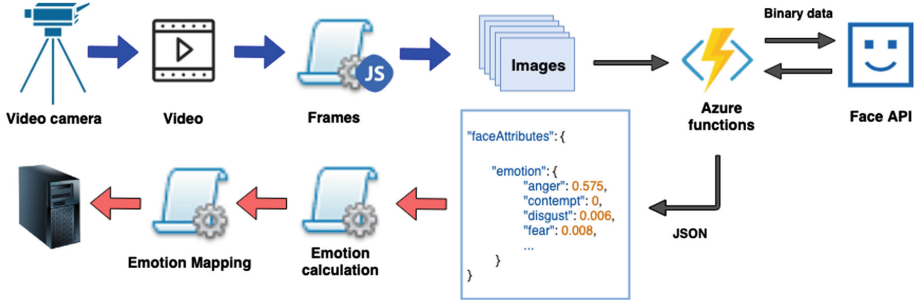 Binary data
JS
Images
Video camera
Video
Frames
Azure
functions
Face API
"faceAttributes": {
"emotion": {
"anger": 0.575,
"contempt": 0,
"disgust": 0.006,
"fear": 0.008,
...
}
}
JSON
Emotion Mapping
Emotion
calculation